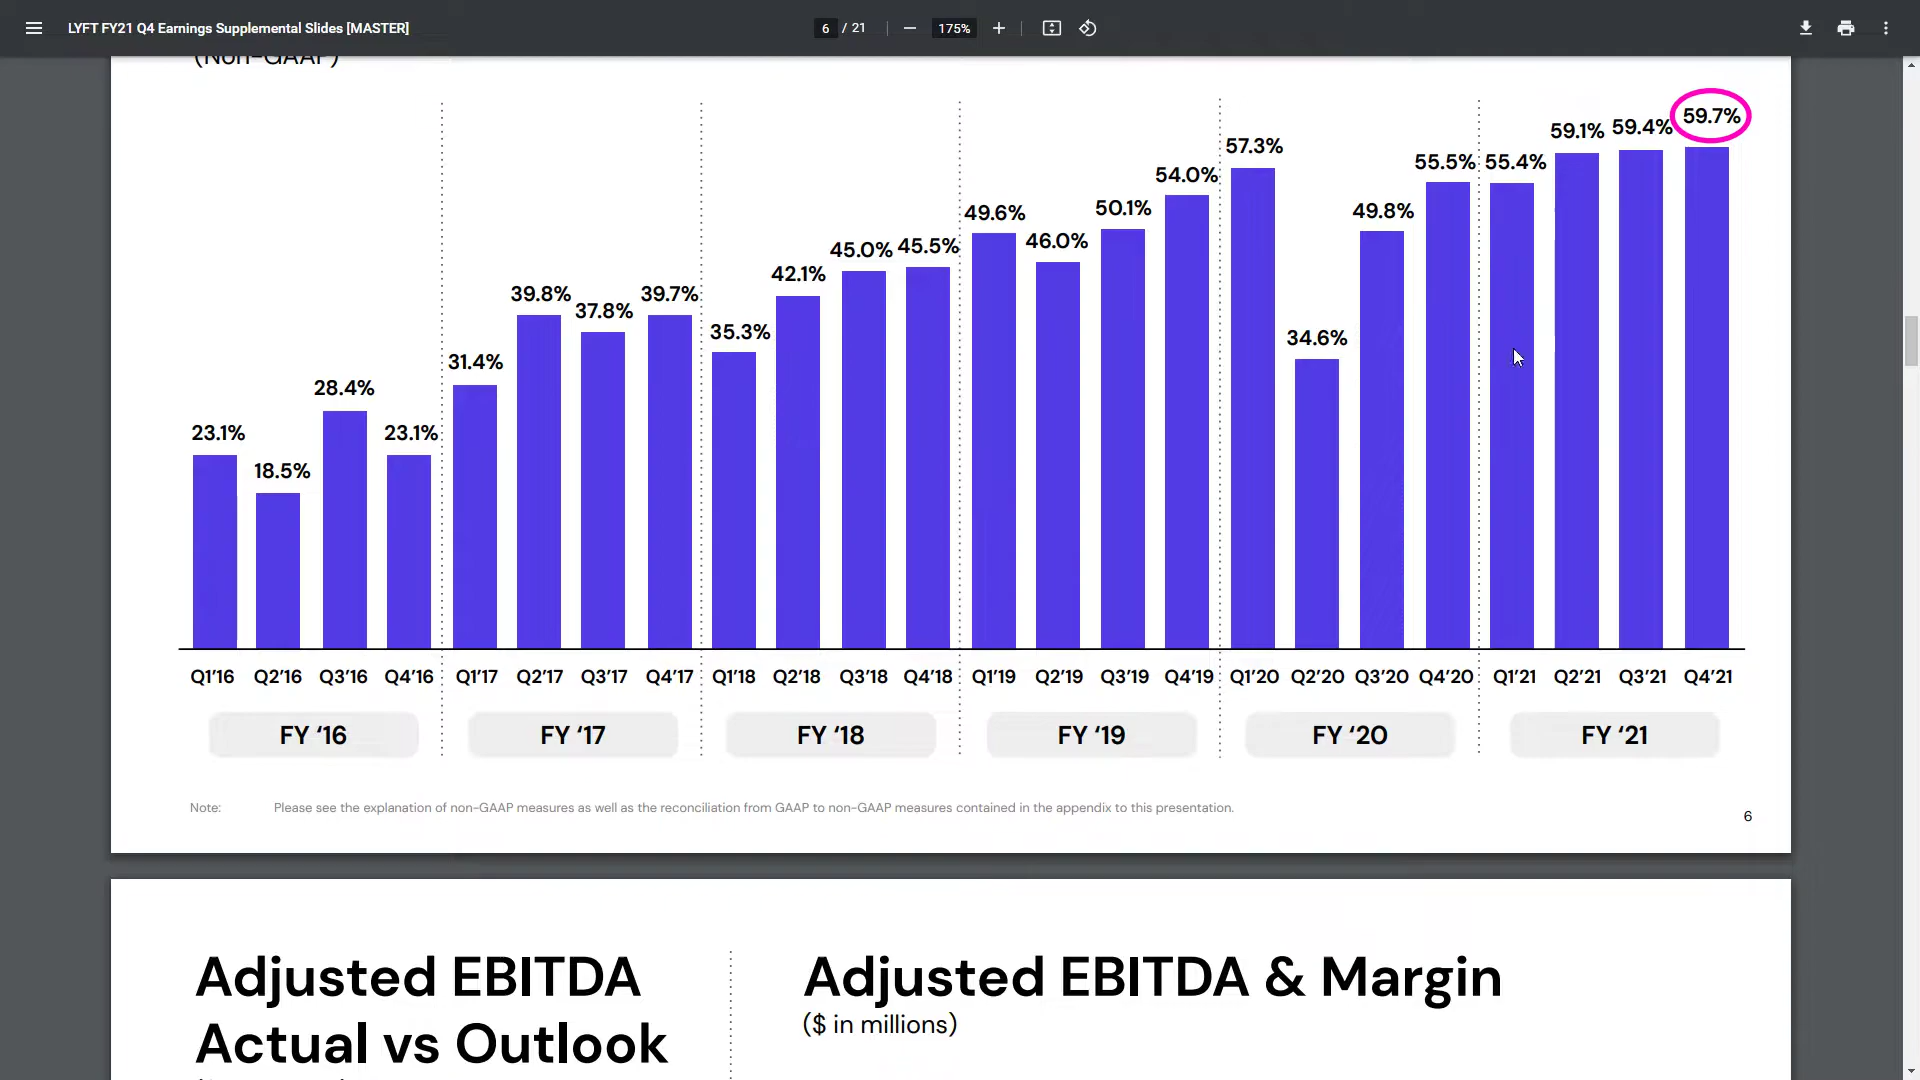 LYFT FY21 Q4 Earnings Supplemental Slides [MASTER]
6 / 21
175%
(Non-GAAP)
23.1% 18.5% 28.4% 23.1% 31.4% 39.8% 37.8% 39.7% 35.3% 42.1% 45.0% 45.5% 49.6% 46.0% 50.1% 54.0% 57.3% 34.6% 49.8% 55.5% 55.4% 59.1% 59.4% 59.7%
Q1’16 Q2’16 Q3’16 Q4’16 Q1’17 Q2’17 Q3’17 Q4’17 Q1’18 Q2’18 Q3’18 Q4’18 Q1’19 Q2’19 Q3’19 Q4’19 Q1’20 Q2’20 Q3’20 Q4’20 Q1’21 Q2’21 Q3’21 Q4’21
FY ‘16 FY ‘17 FY ‘18 FY ‘19 FY ‘20 FY ‘21
Note: Please see the explanation of non-GAAP measures as well as the reconciliation from GAAP to non-GAAP measures contained in the appendix to this presentation.
6
Adjusted EBITDA
Actual vs Outlook
Adjusted EBITDA & Margin
($ in millions)